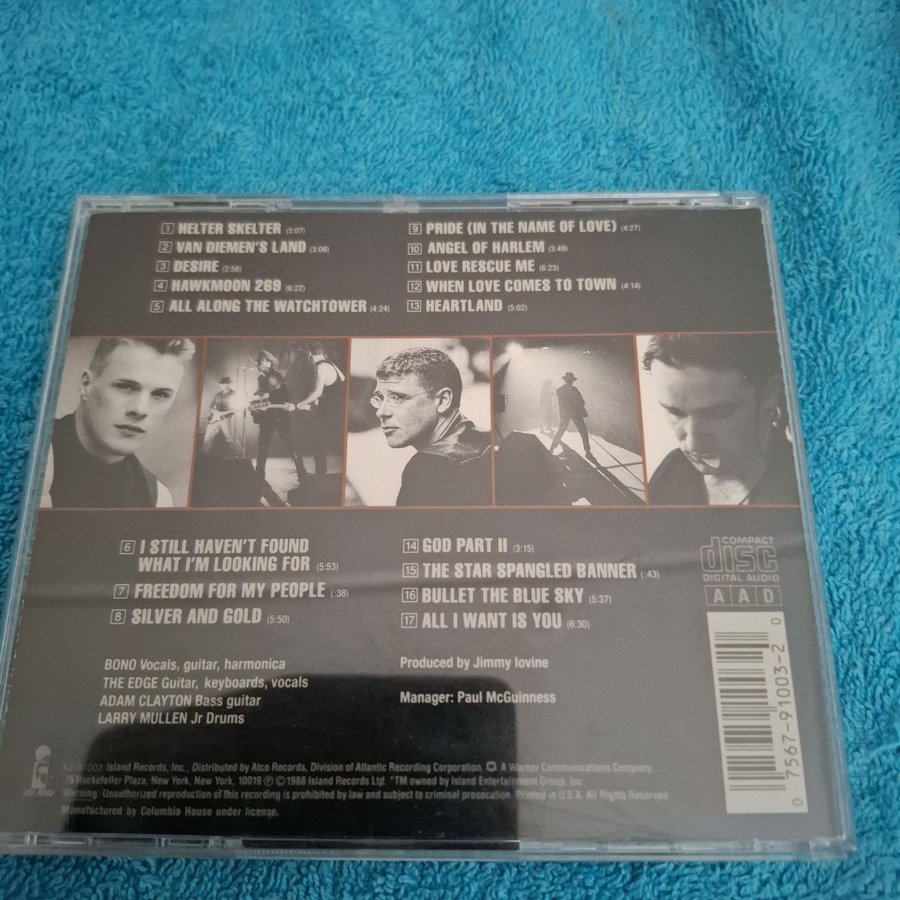 1 HELTER SKELTER (3:07)
2 VAN DIEMEN'S LAND (3:06)
3 DESIRE (2:58)
4 HAWKMOON 269 (6:22)
5 ALL ALONG THE WATCHTOWER (4:24)
9 PRIDE (IN THE NAME OF LOVE) (4:27)
10 ANGEL OF HARLEM (3:49)
11 LOVE RESCUE ME (6:23)
12 WHEN LOVE COMES TO TOWN (4:14)
13 HEARTLAND (5:02)
6 I STILL HAVEN'T FOUND
WHAT I'M LOOKING FOR (5:53)
7 FREEDOM FOR MY PEOPLE (:38)
8 SILVER AND GOLD (5:50)
14 GOD PART II (3:15)
15 THE STAR SPANGLED BANNER (:43)
16 BULLET THE BLUE SKY (5:37)
17 ALL I WANT IS YOU (6:30)
COMPACT
disc
DIGITAL AUDIO
A A D
BONO Vocals, guitar, harmonica
THE EDGE Guitar, keyboards, vocals
ADAM CLAYTON Bass guitar
LARRY MULLEN Jr Drums
Produced by Jimmy Iovine
Manager: Paul McGuinness
0 7567-91003-2 0
ISLAND
A2 91003 Island Records, Inc., Distributed by Atco Records, Division of Atlantic Recording Corporation. A Warner Communications Company.
75 Rockefeller Plaza, New York, New York, 10019 ℗ © 1988 Island Records Ltd. *TM owned by Island Entertainment Group, Inc.
Warning: Unauthorized reproduction of this recording is prohibited by law and subject to criminal prosecution. Printed in U.S.A. All Rights Reserved.
Manufactured by Columbia House under license.